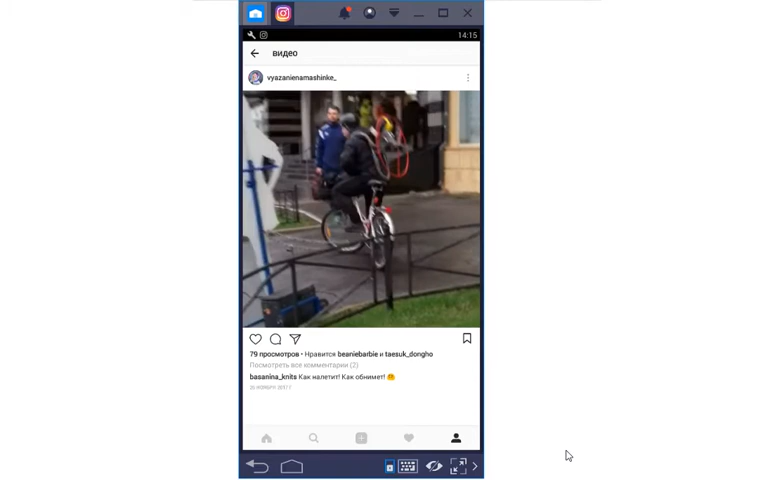 14:15
видео
vyazanienamashinke_
79 просмотров • Нравится beaniebarbie и taesuk_dongho
Посмотреть все комментарии (2)
basanina_knits Как налетит! Как обнимет! 🤗